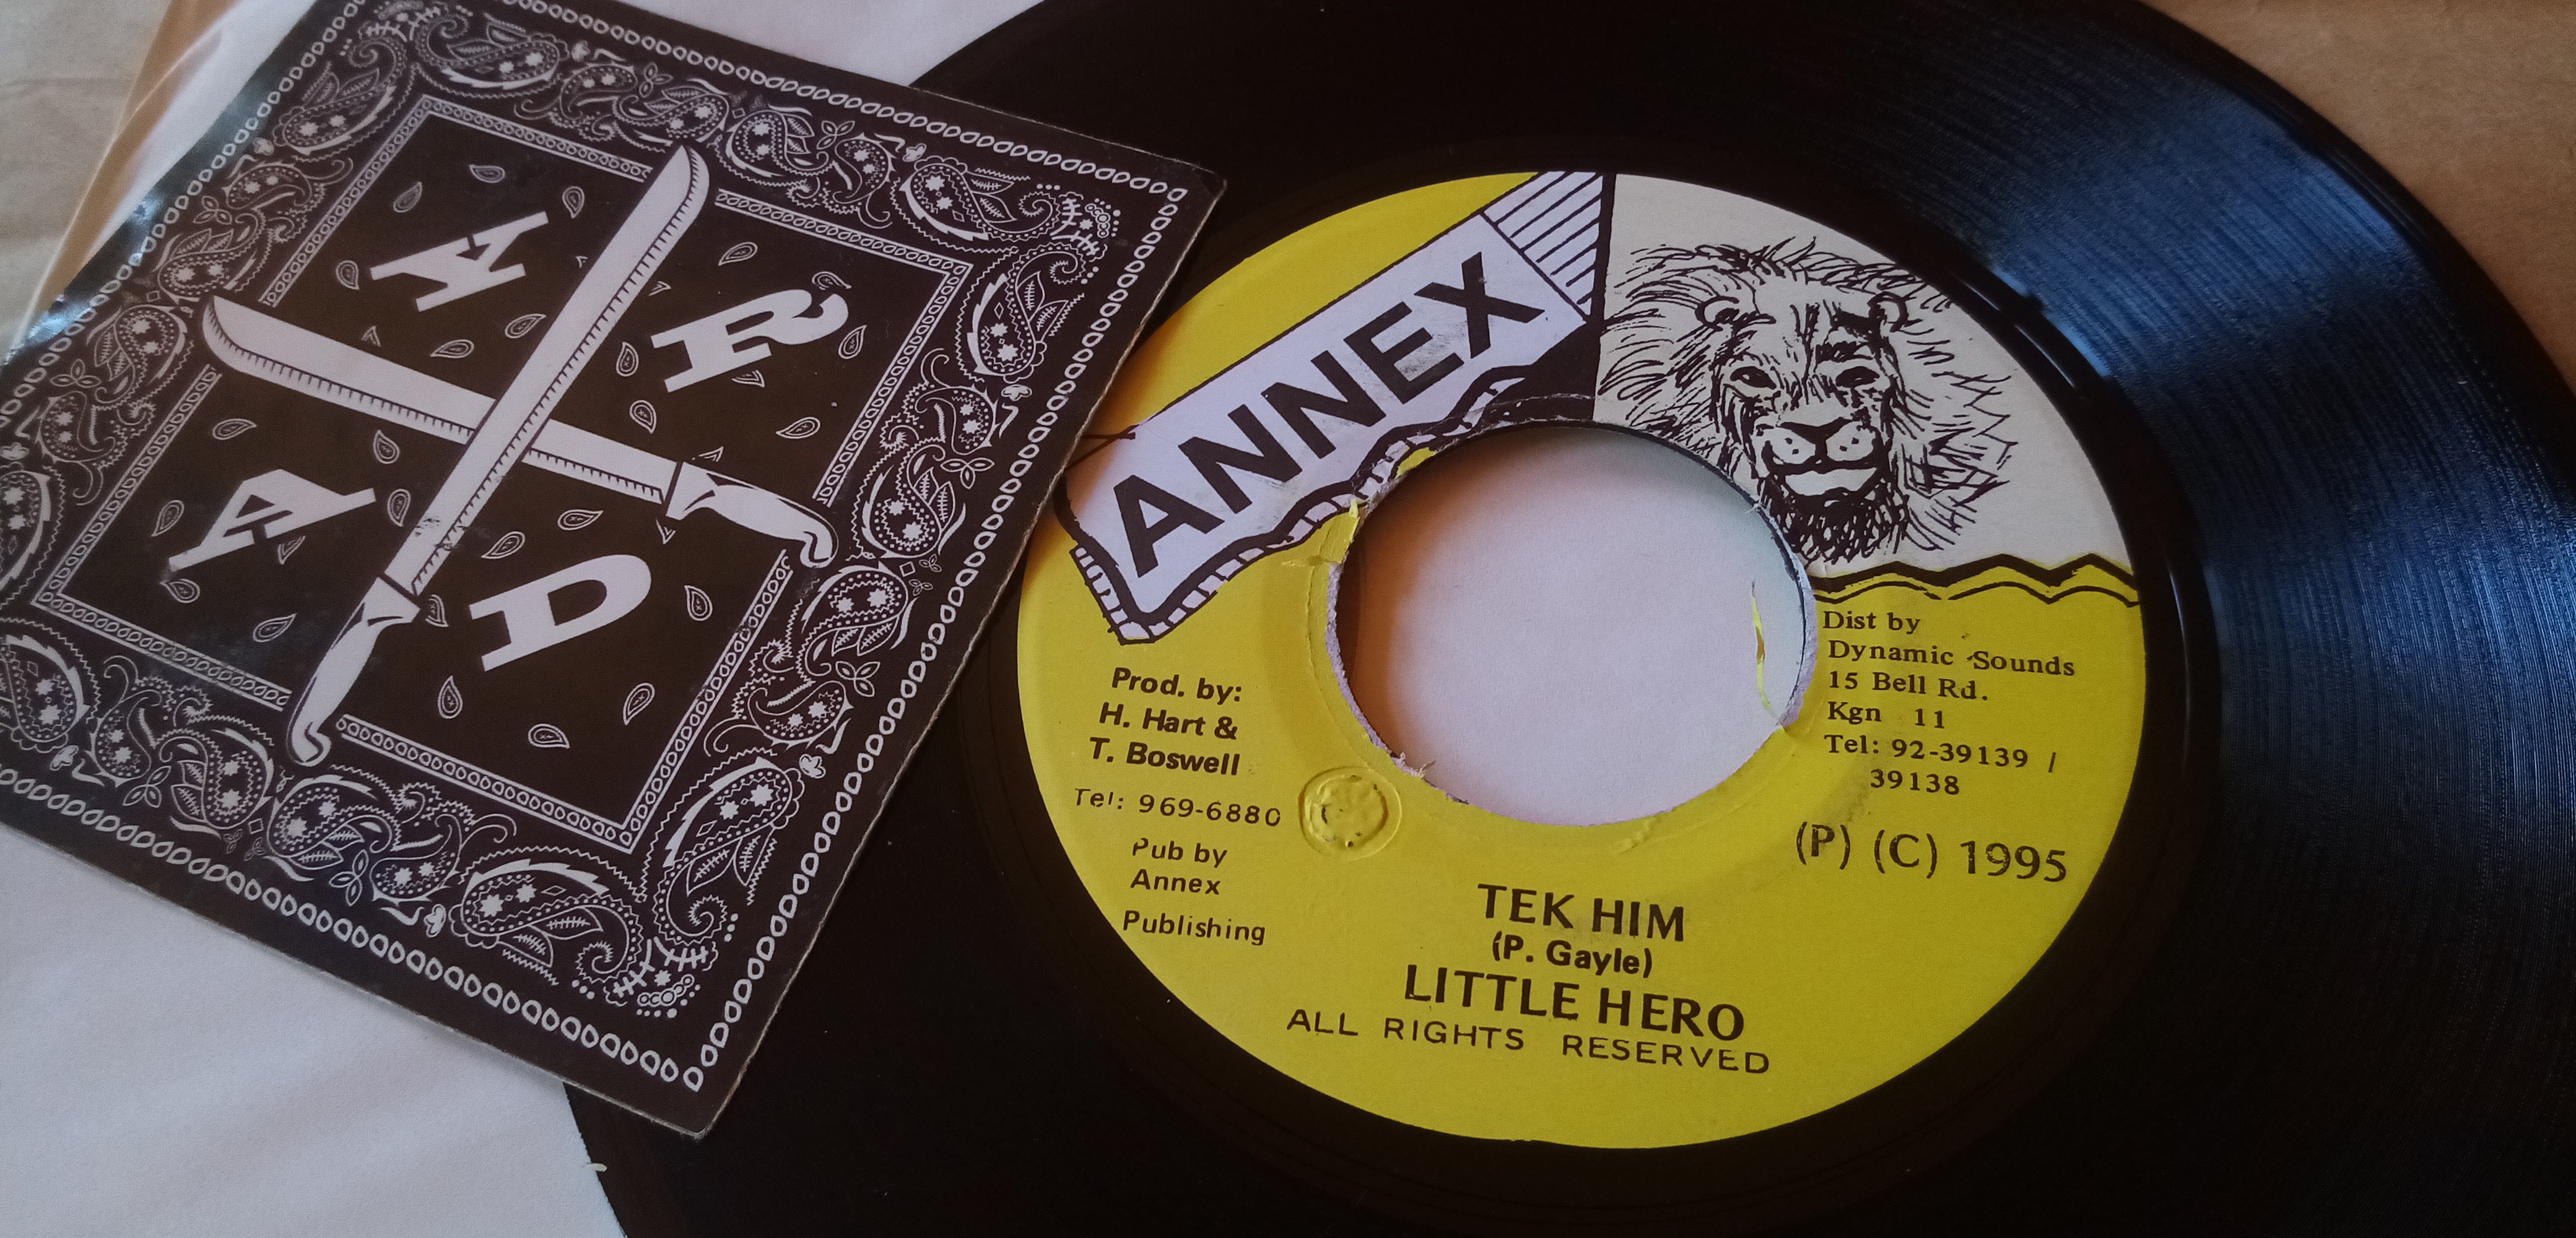 A R
A D
ANNEX
Prod. by:
H. Hart &
T. Boswell
Tel: 969-6880
Pub by
Annex
Publishing
Dist by
Dynamic Sounds
15 Bell Rd.
Kgn 11
Tel: 92-39139 /
39138
(P) (C) 1995
TEK HIM
(P. Gayle)
LITTLE HERO
ALL RIGHTS RESERVED